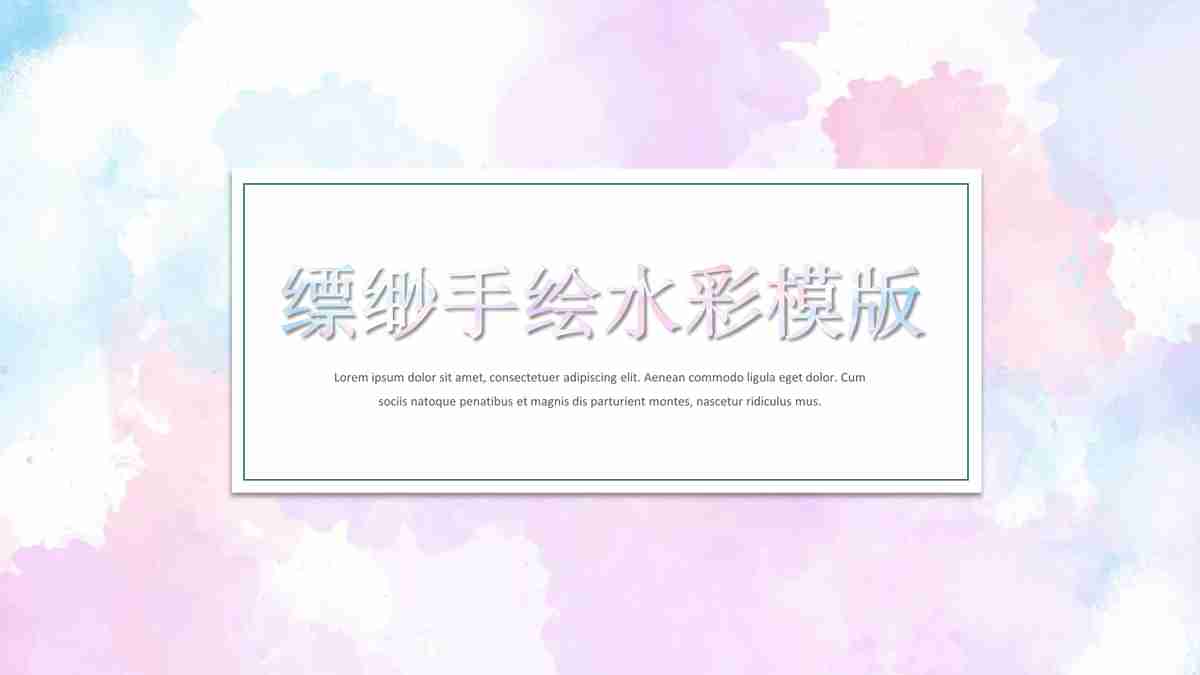 缥缈手绘水彩模版
Lorem ipsum dolor sit amet, consectetuer adipiscing elit. Aenean commodo ligula eget dolor. Cum
sociis natoque penatibus et magnis dis parturient montes, nascetur ridiculus mus.